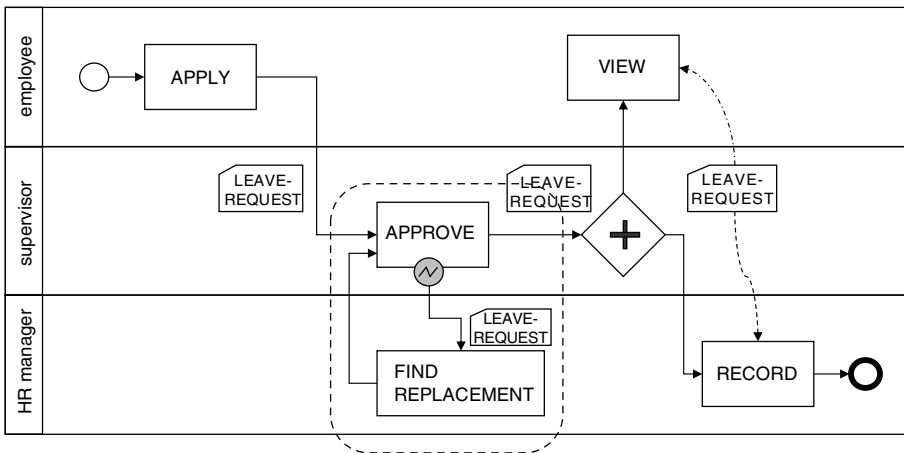 employee
APPLY
VIEW
supervisor
LEAVE-
REQUEST
LEAVE-
REQUEST
LEAVE-
REQUEST
APPROVE
HR manager
LEAVE-
REQUEST
FIND
REPLACEMENT
RECORD